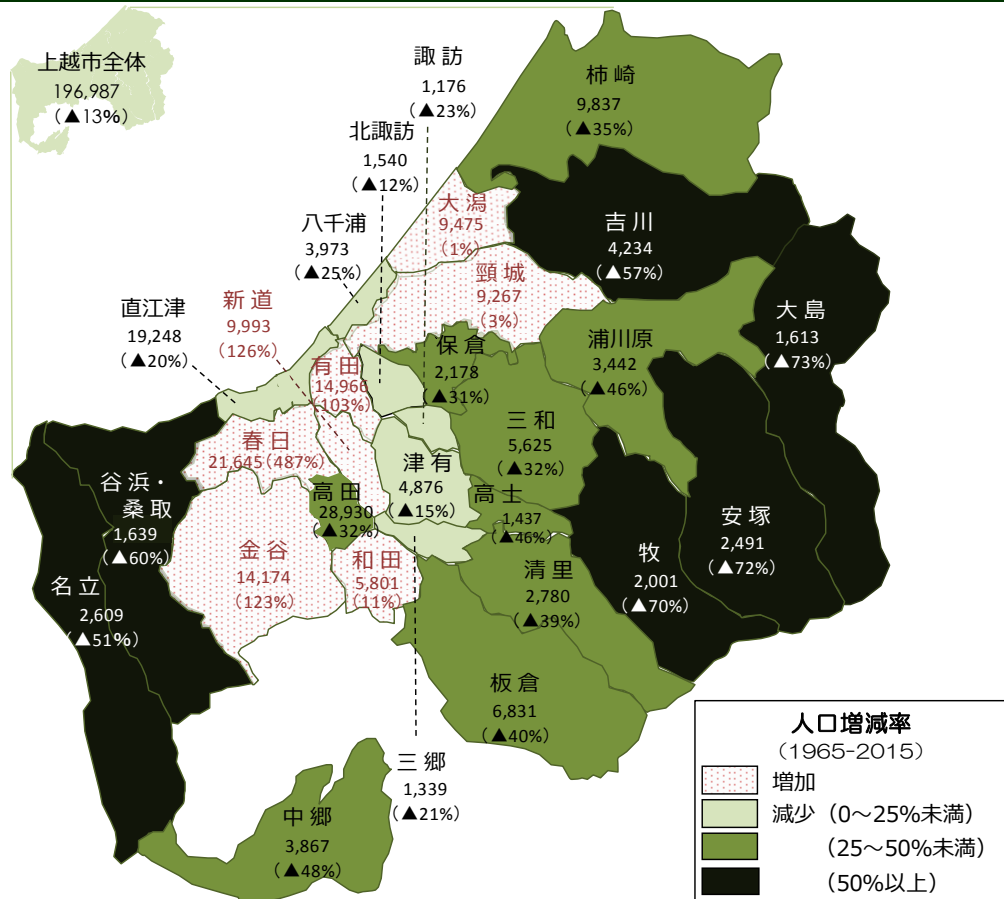 上越市全体
196,987
(▲13%)
諏訪
1,176
(▲23%)
柿崎
9,837
(▲35%)
北諏訪
1,540
(▲12%)
大潟
9,475
(1%)
吉川
4,234
(△57%)
八千浦
3,973
(▲25%)
頸城
9,267
(3%)
新道
9,993
(126%)
直江津
19,248
(▲20%)
大島
1,613
(△73%)
浦川原
3,442
(▲46%)
保倉
2,178
(▲31%)
有田
14,966
(103%)
三和
5,625
(▲32%)
春日
21,645(487%)
津有
4,876
(▲15%)
谷浜・
桑取
1,639
(△60%)
高田
28,930
(▲32%)
高士
1,437
(▲46%)
安塚
2,491
(△72%)
金谷
14,174
(123%)
和田
5,801
(11%)
牧
2,001
(△70%)
清里
2,780
(▲39%)
名立
2,609
(△51%)
板倉
6,831
(▲40%)
三郷
1,339
(▲21%)
中郷
3,867
(▲48%)
人口増減率
(1965-2015)
増加
減少(0~25%未満)
(25~50%未満)
(50%以上)